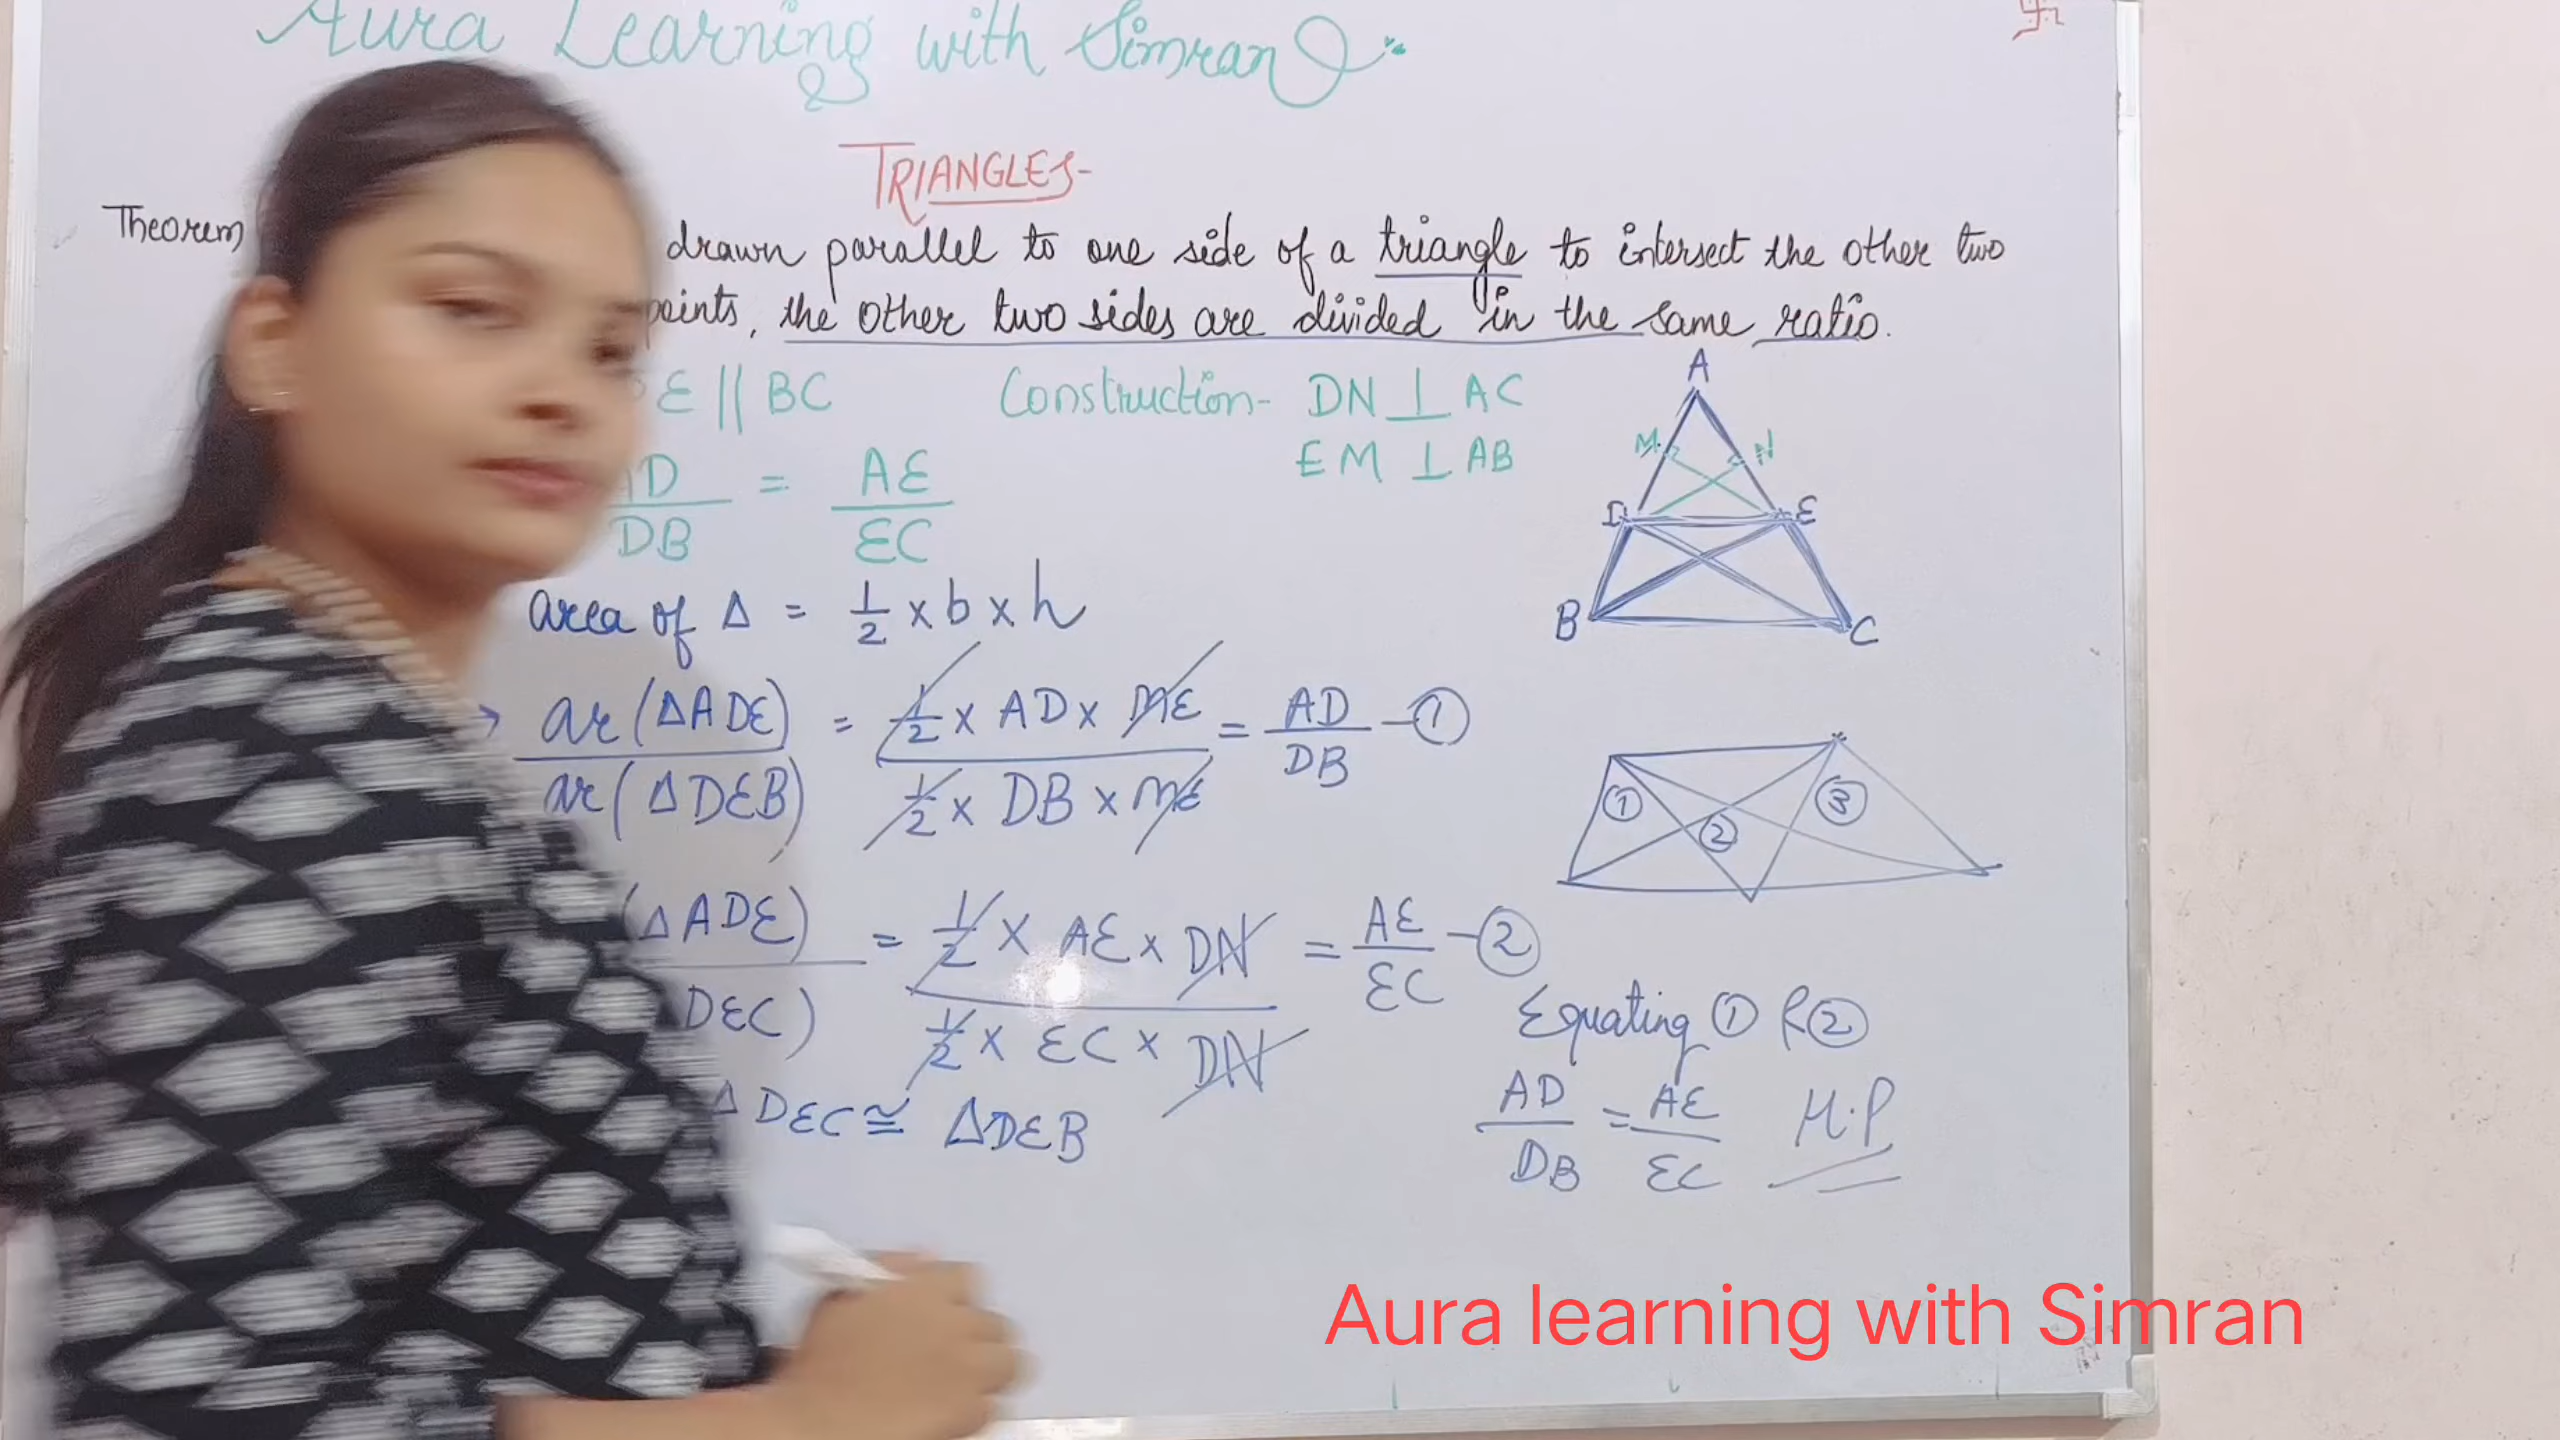 Aura Learning with Simran
TRIANGLES-
Theorem drawn parallel to one side of a triangle to intersect the other two
points, the other two sides are divided in the same ratio.
E || BC Construction- DN ⊥ AC
EM ⊥ AB
AD/DB = AE/EC
A
M N
D E
B C
area of Δ = 1/2 × b × h
→ ar(ΔADE)/ar(ΔDEB) = 1/2 × AD × ME / 1/2 × DB × ME = AD/DB -①
① ② ③
(ΔADE)/DEC) = 1/2 × AE × DN / 1/2 × EC × DN = AE/EC -②
Equating ① & ②
Δ DEC ≅ ΔDEB
AD/DB = AE/EC H.P
Aura learning with Simran